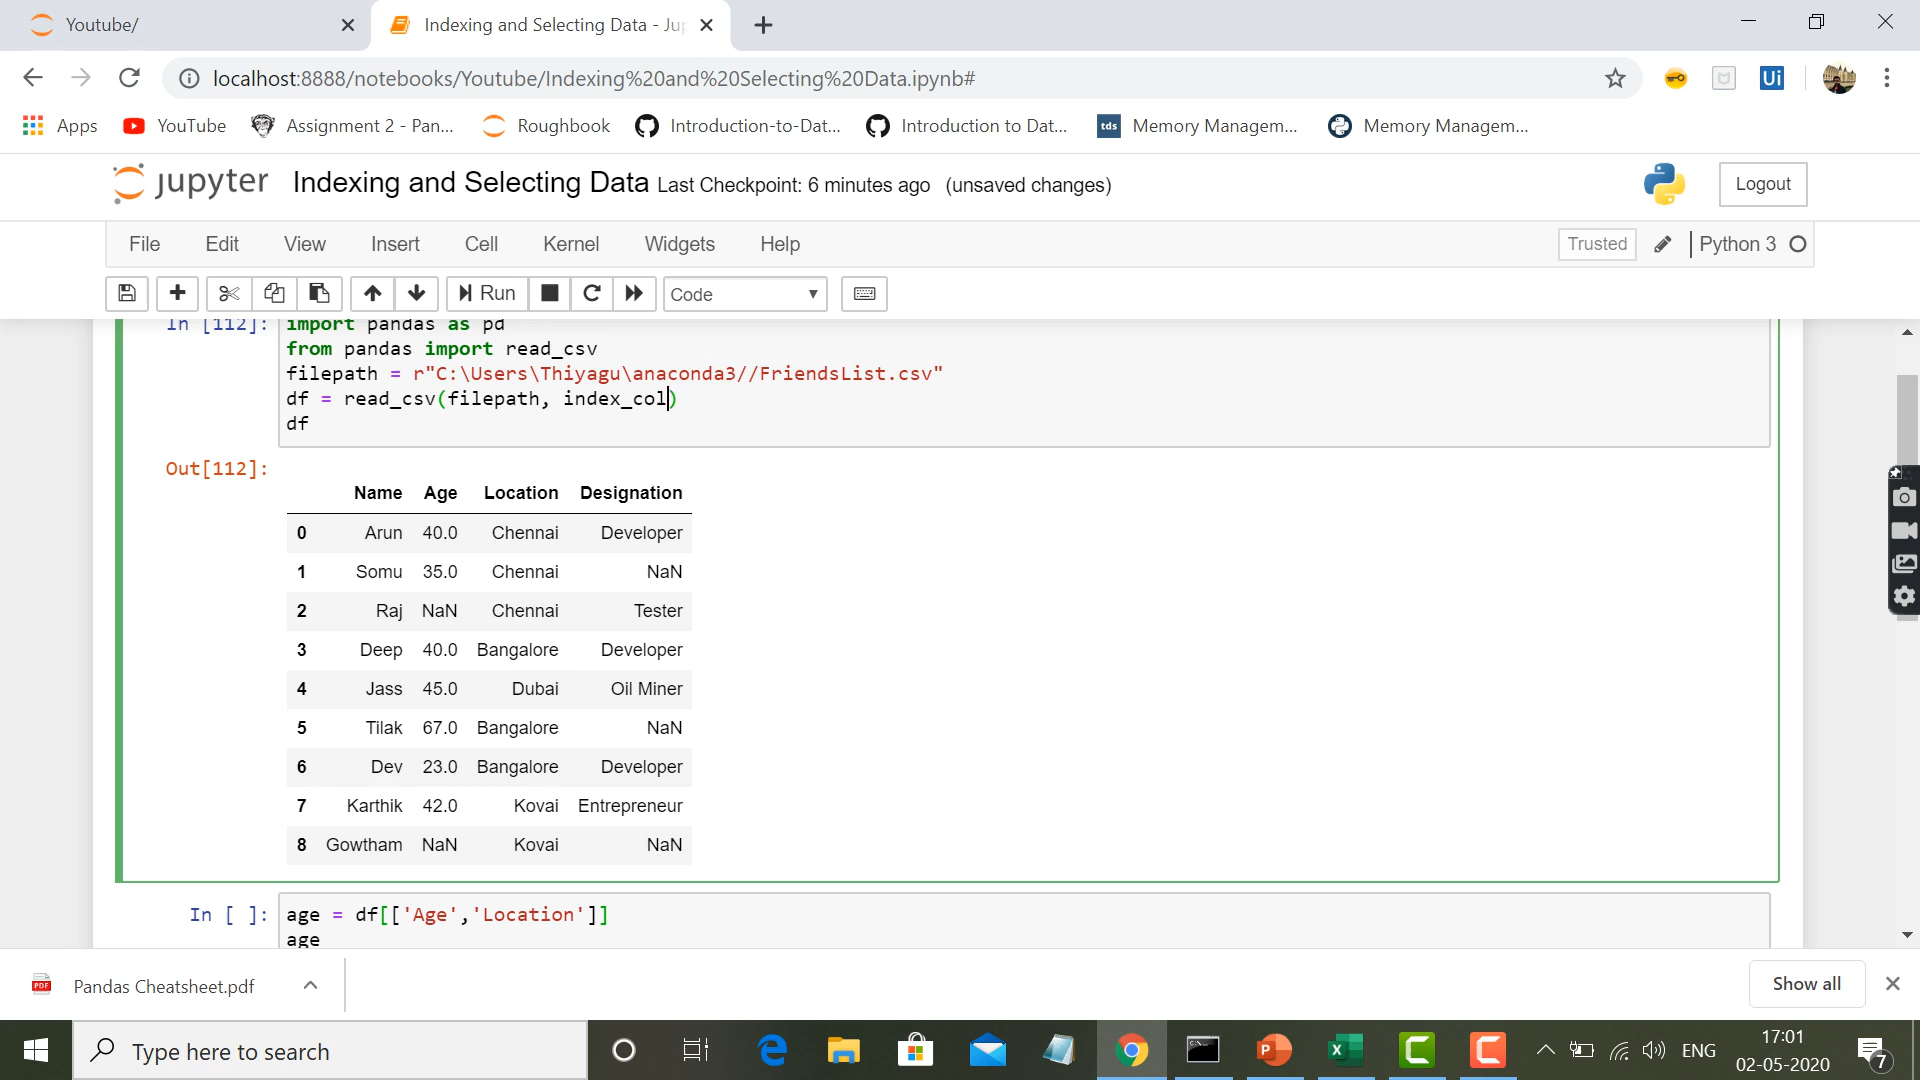 Youtube/
Indexing and Selecting Data - Jup
localhost:8888/notebooks/Youtube/Indexing%20and%20Selecting%20Data.ipynb#
Ui
Apps YouTube Assignment 2 - Pan... Roughbook Introduction-to-Dat... Introduction to Dat... tds Memory Managem... Memory Managem...
jupyter Indexing and Selecting Data Last Checkpoint: 6 minutes ago (unsaved changes) Logout
File Edit View Insert Cell Kernel Widgets Help Trusted Python 3
Run Code
In [112]: import pandas as pd
from pandas import read_csv
filepath = r"C:\Users\Thiyagu\anaconda3//FriendsList.csv"
df = read_csv(filepath, index_col)
df
Out[112]:
Name Age Location Designation
0 Arun 40.0 Chennai Developer
1 Somu 35.0 Chennai NaN
2 Raj NaN Chennai Tester
3 Deep 40.0 Bangalore Developer
4 Jass 45.0 Dubai Oil Miner
5 Tilak 67.0 Bangalore NaN
6 Dev 23.0 Bangalore Developer
7 Karthik 42.0 Kovai Entrepreneur
8 Gowtham NaN Kovai NaN
In [ ]: age = df[['Age','Location']]
age
PDF Pandas Cheatsheet.pdf Show all
Type here to search
ENG
17:01
02-05-2020
7